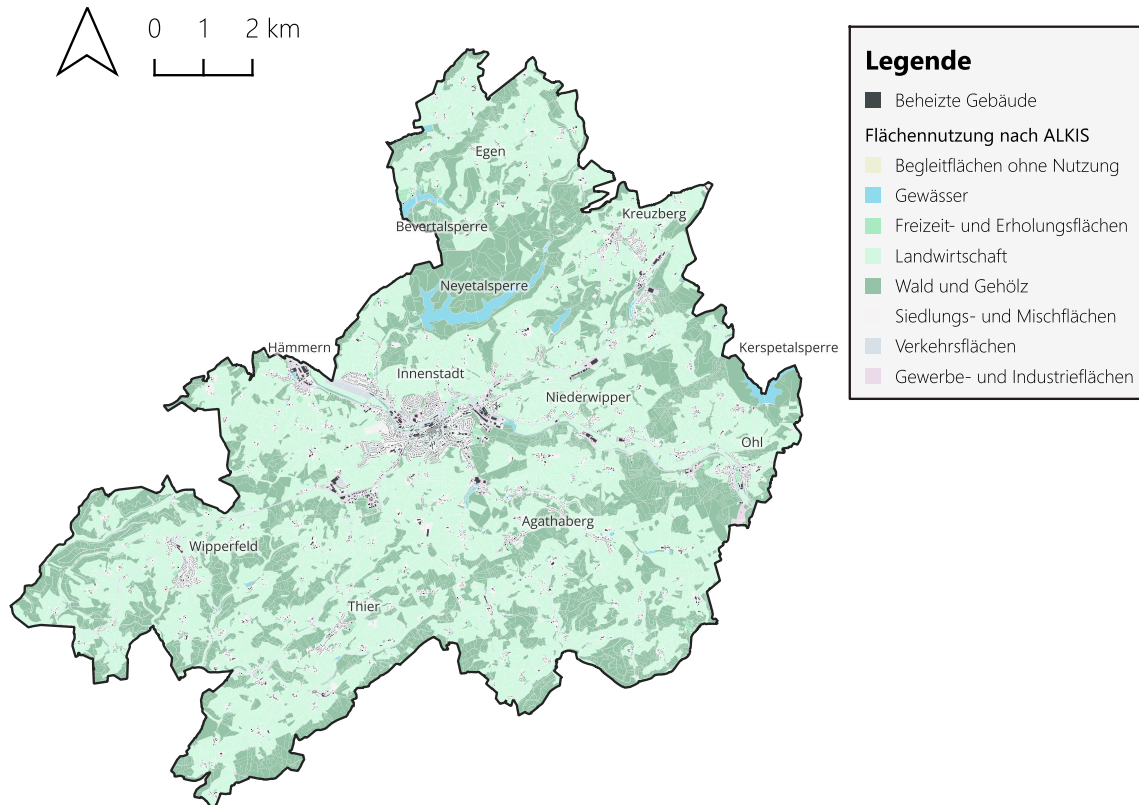 0 1 2 km
Legende
Beheizte Gebäude
Flächennutzung nach ALKIS
Begleitflächen ohne Nutzung
Gewässer
Freizeit- und Erholungsflächen
Landwirtschaft
Wald und Gehölz
Siedlungs- und Mischflächen
Verkehrsflächen
Gewerbe- und Industrieflächen
Egen
Kreuzberg
Bevertalsperre
Neyetalsperre
Hämmern
Kerspetalsperre
Innenstadt
Niederwipper
Ohl
Agathaberg
Wipperfeld
Thier